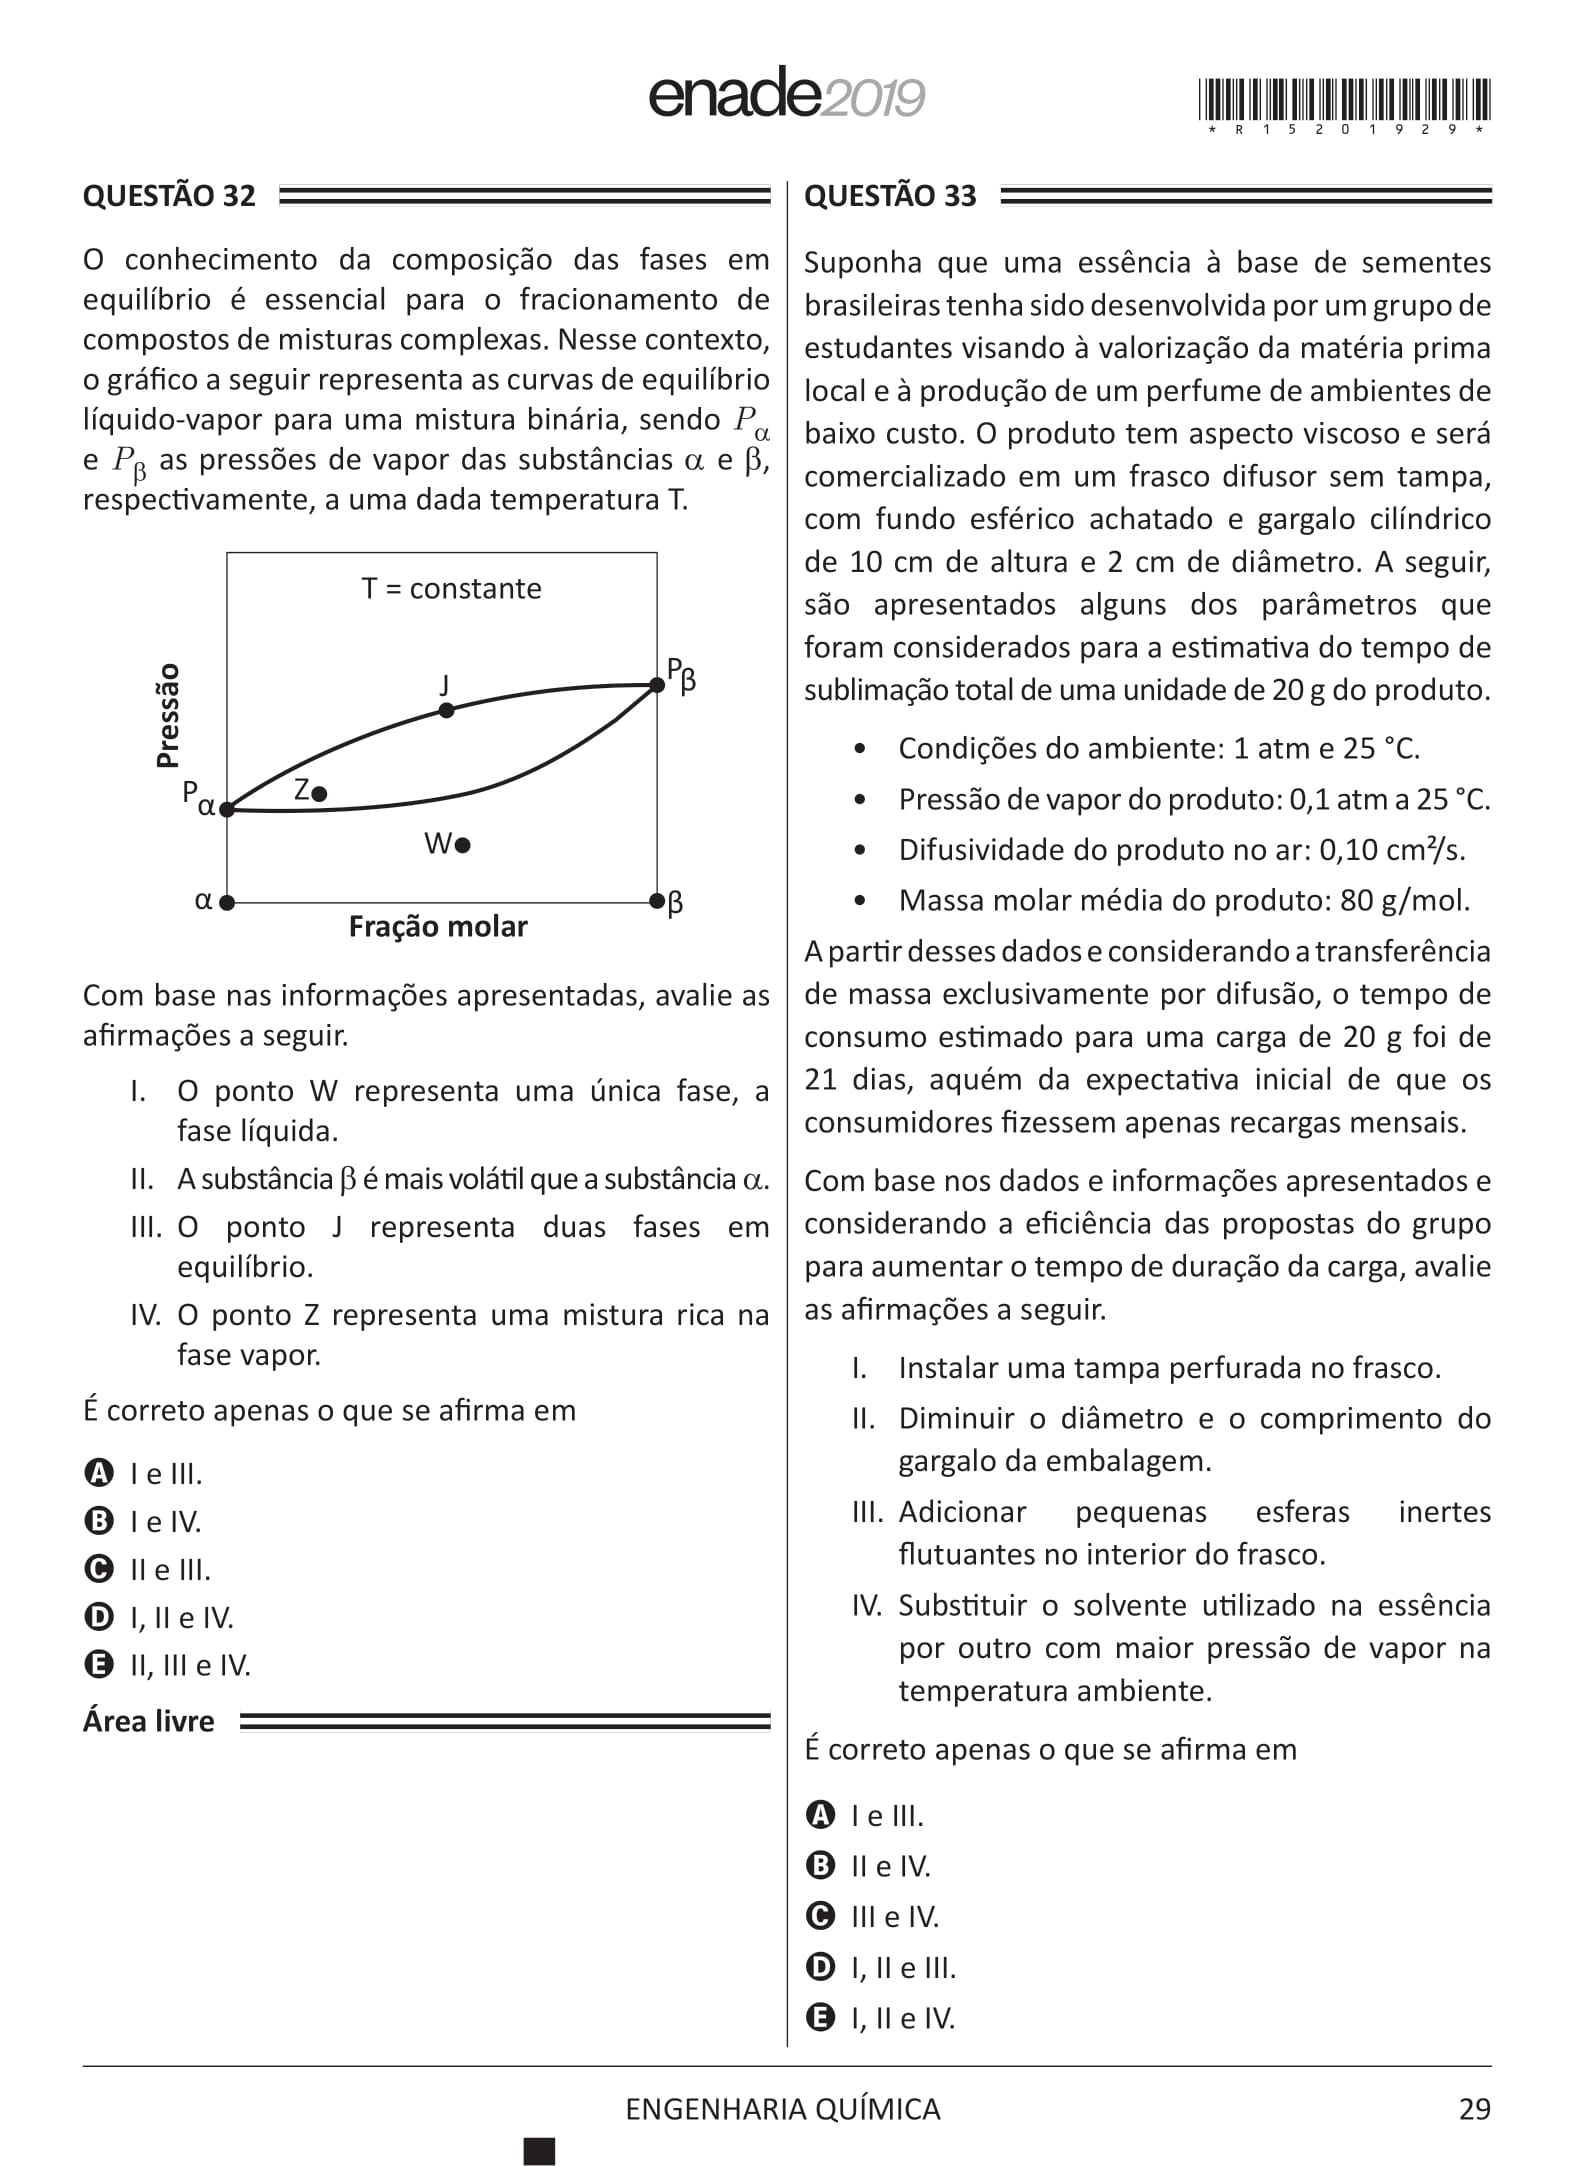 enade2019
*R15201929*
QUESTÃO 32
O conhecimento da composição das fases em
equilíbrio é essencial para o fracionamento de
compostos de misturas complexas. Nesse contexto,
o gráfico a seguir representa as curvas de equilíbrio
líquido-vapor para uma mistura binária, sendo Pα
e Pβ as pressões de vapor das substâncias α e β,
respectivamente, a uma dada temperatura T.
T = constante
Pressão
J
Pβ
Pα
Z
W
α
β
Fração molar
Com base nas informações apresentadas, avalie as
afirmações a seguir.
I. O ponto W representa uma única fase, a
fase líquida.
II. A substância β é mais volátil que a substância α.
III. O ponto J representa duas fases em
equilíbrio.
IV. O ponto Z representa uma mistura rica na
fase vapor.
É correto apenas o que se afirma em
A I e III.
B I e IV.
C II e III.
D I, II e IV.
E II, III e IV.
Área livre
QUESTÃO 33
Suponha que uma essência à base de sementes
brasileiras tenha sido desenvolvida por um grupo de
estudantes visando à valorização da matéria prima
local e à produção de um perfume de ambientes de
baixo custo. O produto tem aspecto viscoso e será
comercializado em um frasco difusor sem tampa,
com fundo esférico achatado e gargalo cilíndrico
de 10 cm de altura e 2 cm de diâmetro. A seguir,
são apresentados alguns dos parâmetros que
foram considerados para a estimativa do tempo de
sublimação total de uma unidade de 20 g do produto.
• Condições do ambiente: 1 atm e 25 °C.
• Pressão de vapor do produto: 0,1 atm a 25 °C.
• Difusividade do produto no ar: 0,10 cm²/s.
• Massa molar média do produto: 80 g/mol.
A partir desses dados e considerando a transferência
de massa exclusivamente por difusão, o tempo de
consumo estimado para uma carga de 20 g foi de
21 dias, aquém da expectativa inicial de que os
consumidores fizessem apenas recargas mensais.
Com base nos dados e informações apresentados e
considerando a eficiência das propostas do grupo
para aumentar o tempo de duração da carga, avalie
as afirmações a seguir.
I. Instalar uma tampa perfurada no frasco.
II. Diminuir o diâmetro e o comprimento do
gargalo da embalagem.
III. Adicionar pequenas esferas inertes
flutuantes no interior do frasco.
IV. Substituir o solvente utilizado na essência
por outro com maior pressão de vapor na
temperatura ambiente.
É correto apenas o que se afirma em
A I e III.
B II e IV.
C III e IV.
D I, II e III.
E I, II e IV.
ENGENHARIA QUÍMICA
29